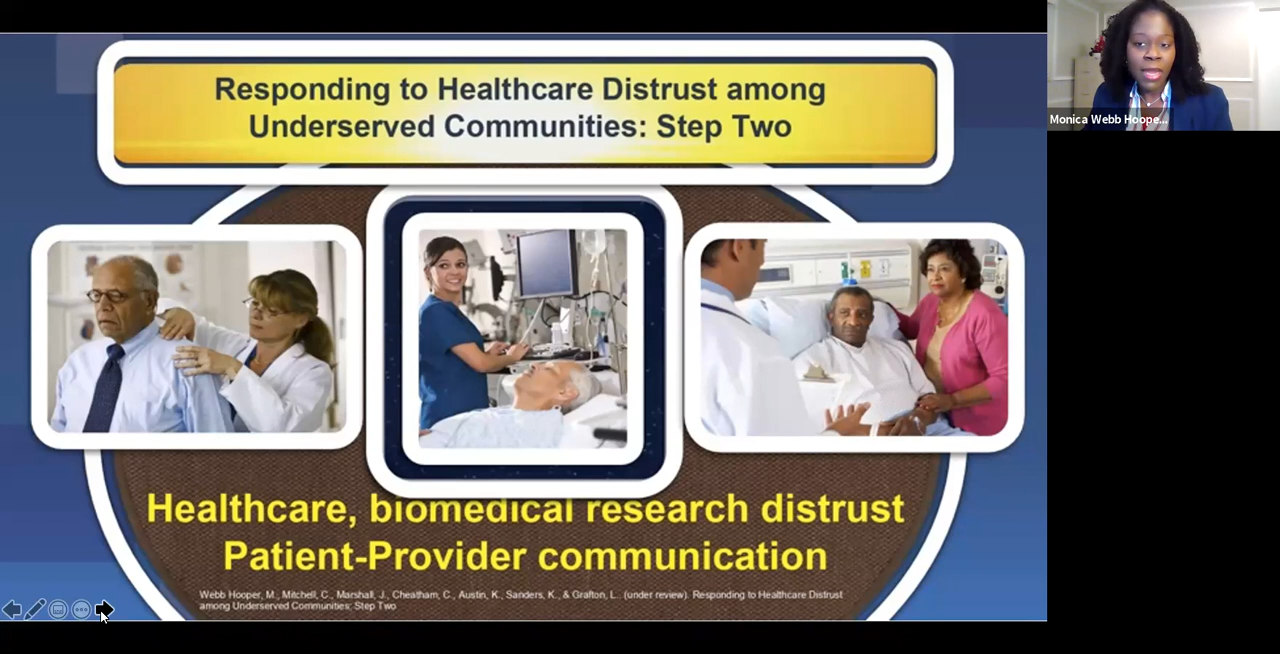 Responding to Healthcare Distrust among
Underserved Communities: Step Two
Monica Webb Hoope...
Healthcare, biomedical research distrust
Patient-Provider communication
Webb Hooper, M., Mitchell, C., Marshall, J., Cheatham, C., Austin, K., Sanders, K., & Grafton, L.. (under review). Responding to Healthcare Distrust
among Underserved Communities: Step Two